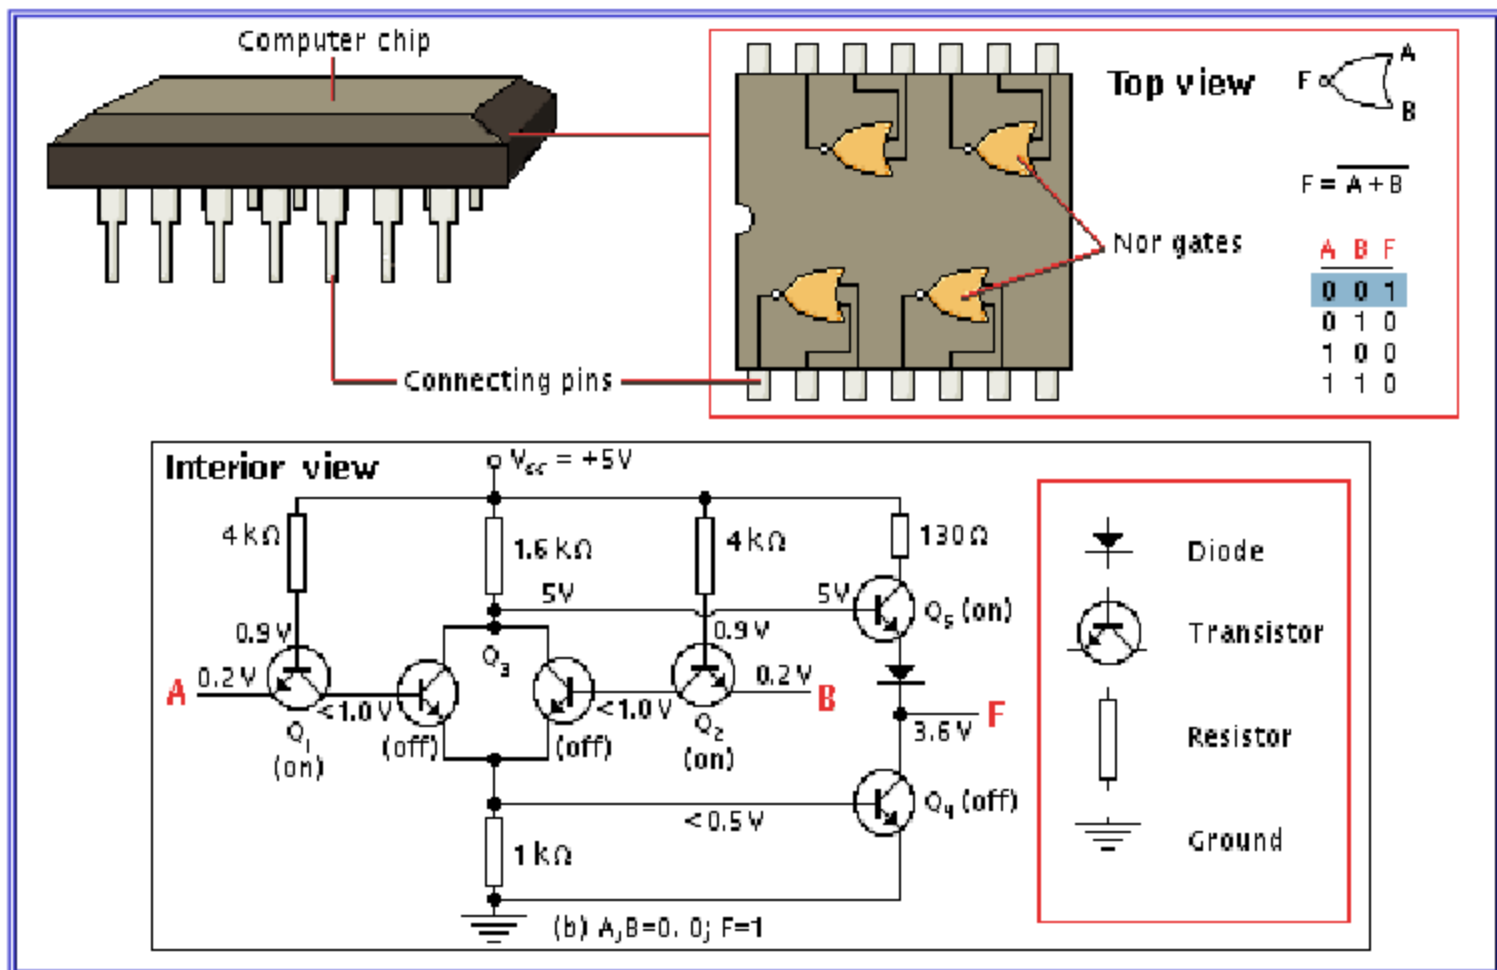 Computer chip
Top view
A
F
B
F = A + B
Nor gates
A B F
0 0 1
0 1 0
1 0 0
1 1 0
Connecting pins
Interior view
Vcc = +5V
4 kΩ
1.6 kΩ
4 kΩ
130 Ω
Diode
5V
5V
Q5 (on)
0.9 V
0.9 V
Transistor
Q3
A
0.2 V
0.2 V
B
<1.0 V
<1.0 V
F
3.6 V
Q1
(on)
(off)
(off)
Q2
(on)
Resistor
Q4 (off)
<0.5 V
1 kΩ
Ground
(b) A,B=0, 0; F=1